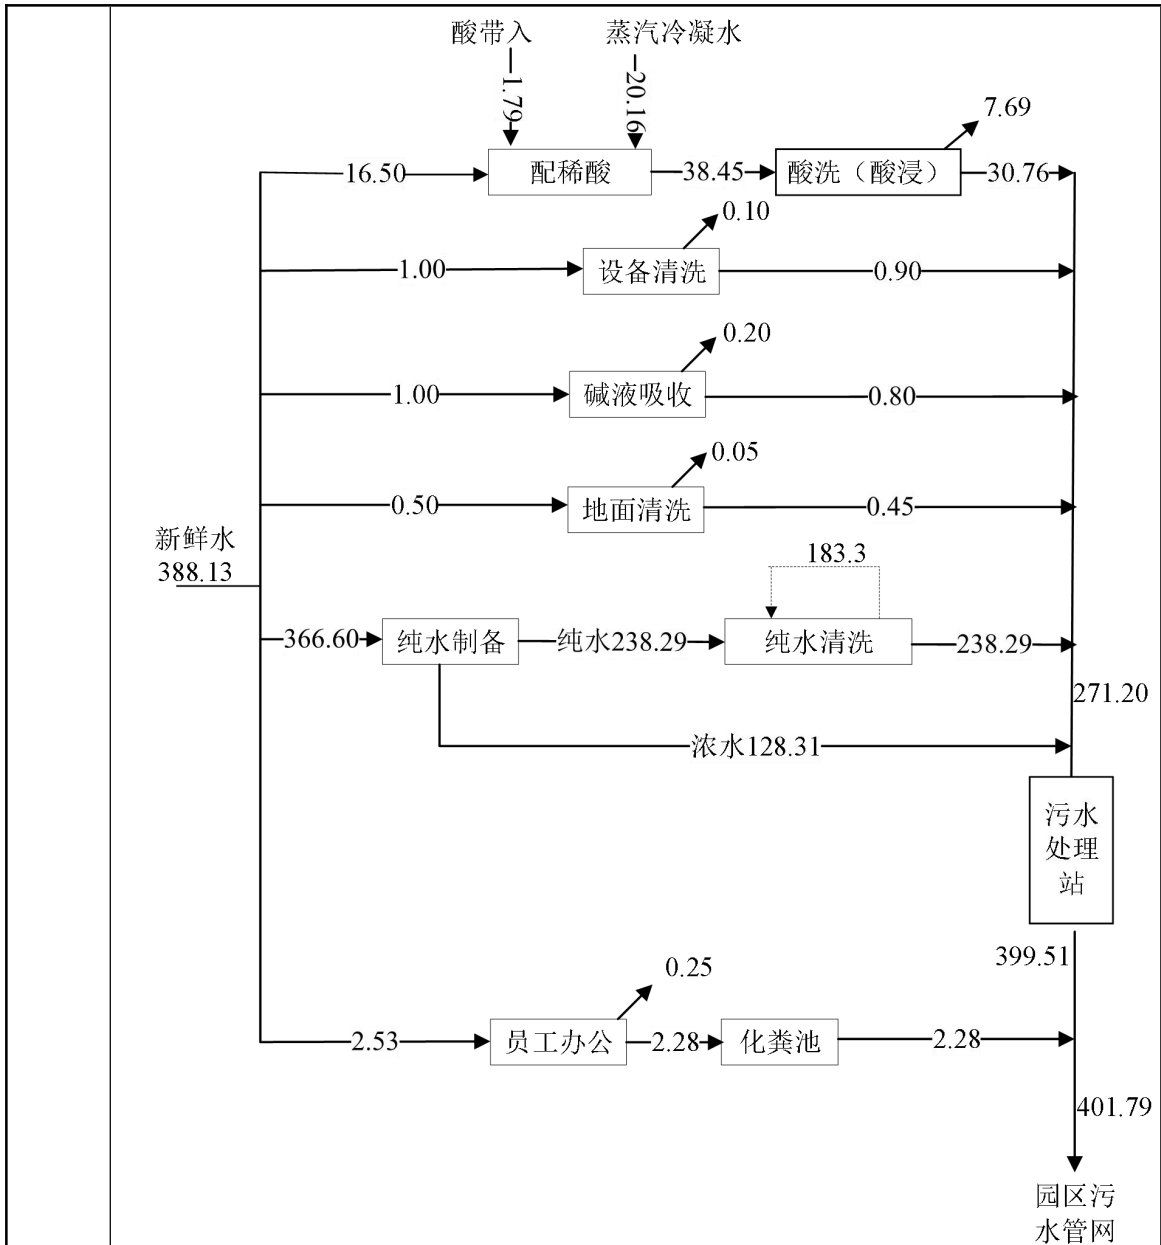 酸带入
蒸汽冷凝水
1.79
20.16
7.69
16.50
配稀酸
38.45
酸洗（酸浸）
30.76
0.10
1.00
设备清洗
0.90
0.20
1.00
碱液吸收
0.80
0.05
0.50
地面清洗
0.45
新鲜水
388.13
183.3
366.60
纯水制备
纯水238.29
纯水清洗
238.29
271.20
浓水128.31
污水
处理
站
399.51
0.25
2.53
员工办公
2.28
化粪池
2.28
401.79
园区污
水管网